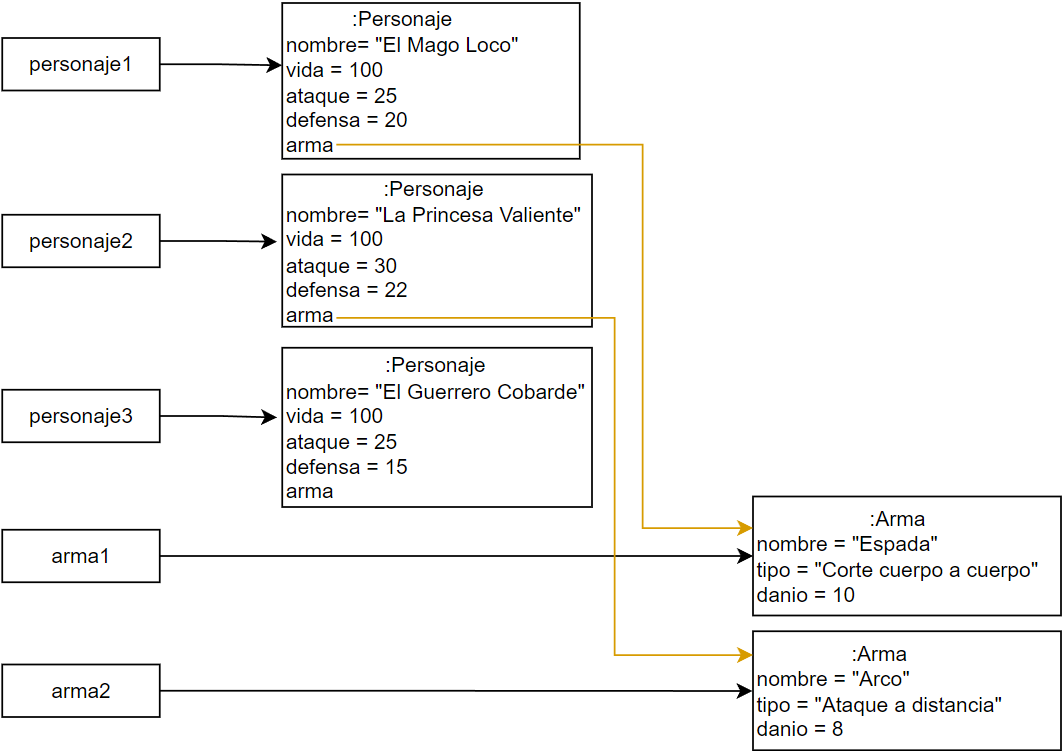 personaje1
:Personaje
nombre= "El Mago Loco"
vida = 100
ataque = 25
defensa = 20
arma
personaje2
:Personaje
nombre= "La Princesa Valiente"
vida = 100
ataque = 30
defensa = 22
arma
personaje3
:Personaje
nombre= "El Guerrero Cobarde"
vida = 100
ataque = 25
defensa = 15
arma
arma1
:Arma
nombre = "Espada"
tipo = "Corte cuerpo a cuerpo"
danio = 10
arma2
:Arma
nombre = "Arco"
tipo = "Ataque a distancia"
danio = 8